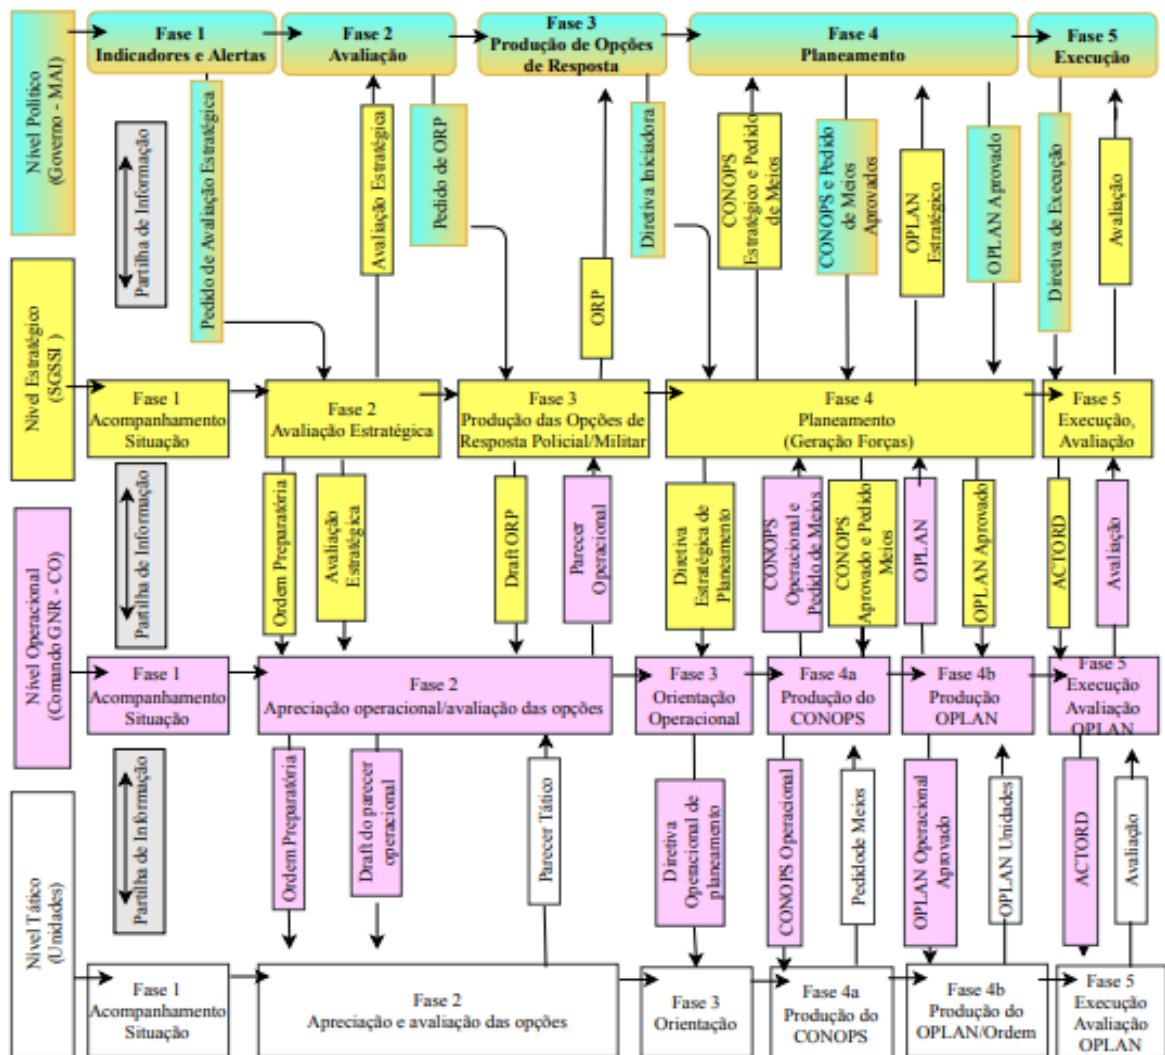 Nível Político
(Governo - MAI)
Fase 1
Indicadores e Alertas
Fase 2
Avaliação
Fase 3
Produção de Opções
de Resposta
Fase 4
Planeamento
Fase 5
Execução
Partilha de Informação
Pedido de Avaliação Estratégica
Avaliação Estratégica
Pedido de ORP
ORP
Diretiva Iniciadora
CONOPS
Estratégico e Pedido
de Meios
CONOPS e Pedido
de Meios
Aprovados
OPLAN
Estratégico
OPLAN Aprovado
Diretiva de Execução
Avaliação
Nível Estratégico
(SGSSI )
Fase 1
Acompanhamento
Situação
Fase 2
Avaliação Estratégica
Fase 3
Produção das Opções de
Resposta Policial/Militar
Fase 4
Planeamento
(Geração Forças)
Fase 5
Execução,
Avaliação
Partilha de Informação
Ordem Preparatória
Avaliação
Estratégica
Draft ORP
Parecer
Operacional
Diretiva
Estratégica de
Planeamento
CONOPS
Operacional e
Pedido de Meios
CONOPS
Aprovado e Pedido
Meios
OPLAN
OPLAN Aprovado
ACTORD
Avaliação
Nível Operacional
(Comando GNR - CO)
Fase 1
Acompanhamento
Situação
Fase 2
Apreciação operacional/avaliação das opções
Fase 3
Orientação
Operacional
Fase 4a
Produção do
CONOPS
Fase 4b
Produção
OPLAN
Fase 5
Execução
Avaliação
OPLAN
Partilha de Informação
Ordem Preparatória
Draft do parecer
operacional
Parecer Tático
Diretiva
Operacional de
planeamento
CONOPS Operacional
Pedidode Meios
OPLAN Operacional
Aprovado
OPLAN Unidades
ACTORD
Avaliação
Nível Tático
(Unidades)
Fase 1
Acompanhamento
Situação
Fase 2
Apreciação e avaliação das opções
Fase 3
Orientação
Fase 4a
Produção do
CONOPS
Fase 4b
Produção do
OPLAN/Ordem
Fase 5
Execução
Avaliação
OPLAN